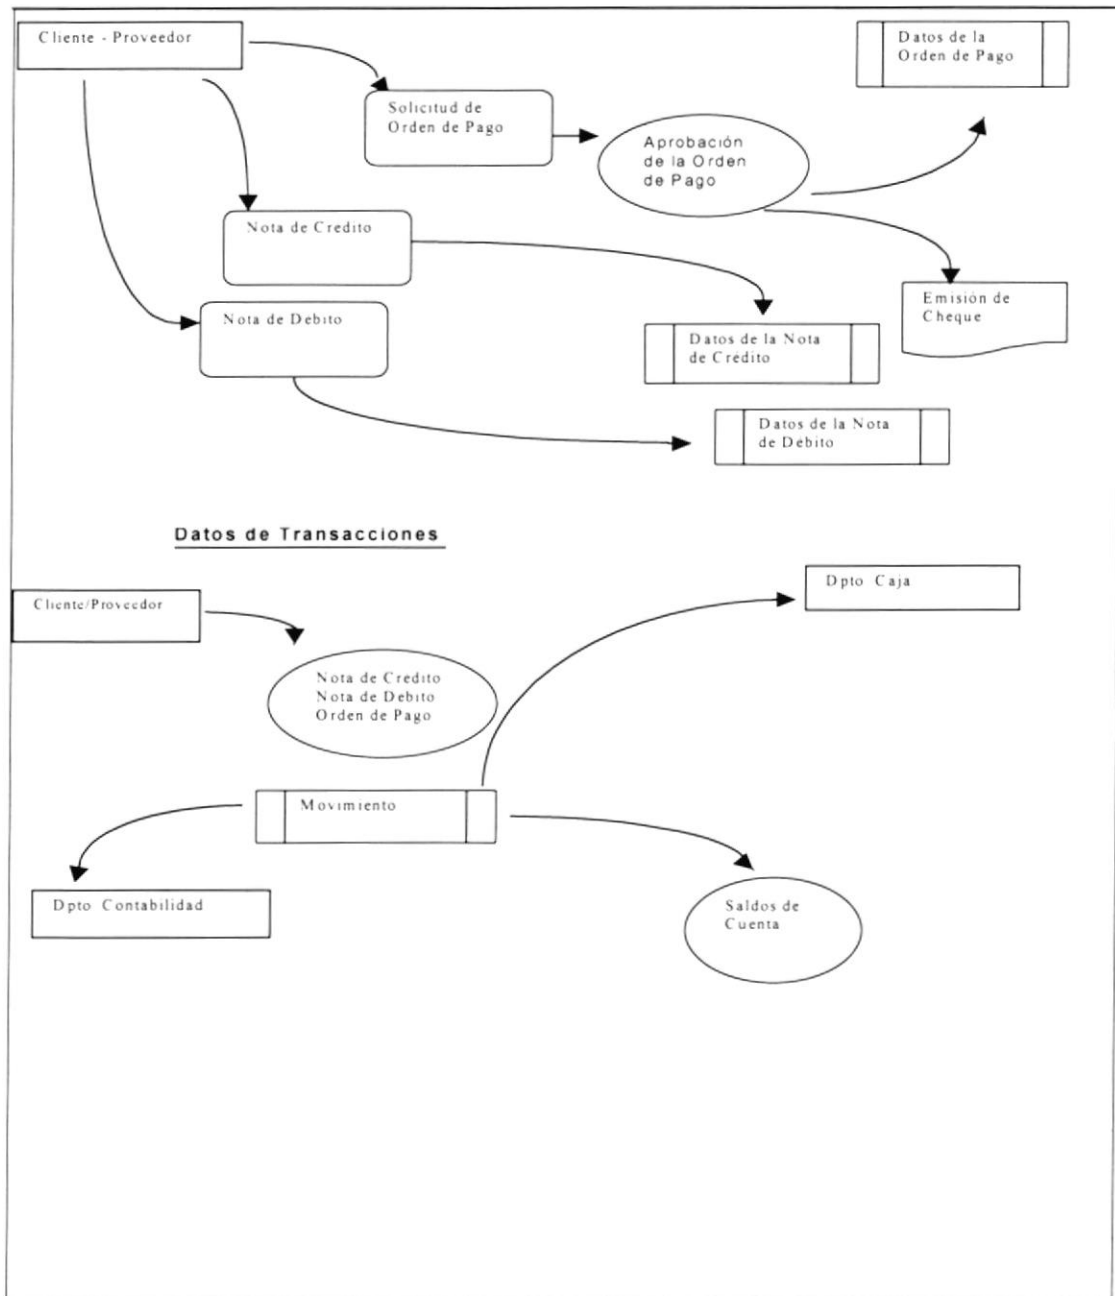 Cliente - Proveedor
Datos de la
Orden de Pago
Solicitud de
Orden de Pago
Aprobación
de la Orden
de Pago
Nota de Credito
Emisión de
Cheque
Nota de Debito
Datos de la Nota
de Crédito
Datos de la Nota
de Débito
Datos de Transacciones
Dpto Caja
Cliente/Proveedor
Nota de Credito
Nota de Debito
Orden de Pago
Movimiento
Dpto Contabilidad
Saldos de
Cuenta